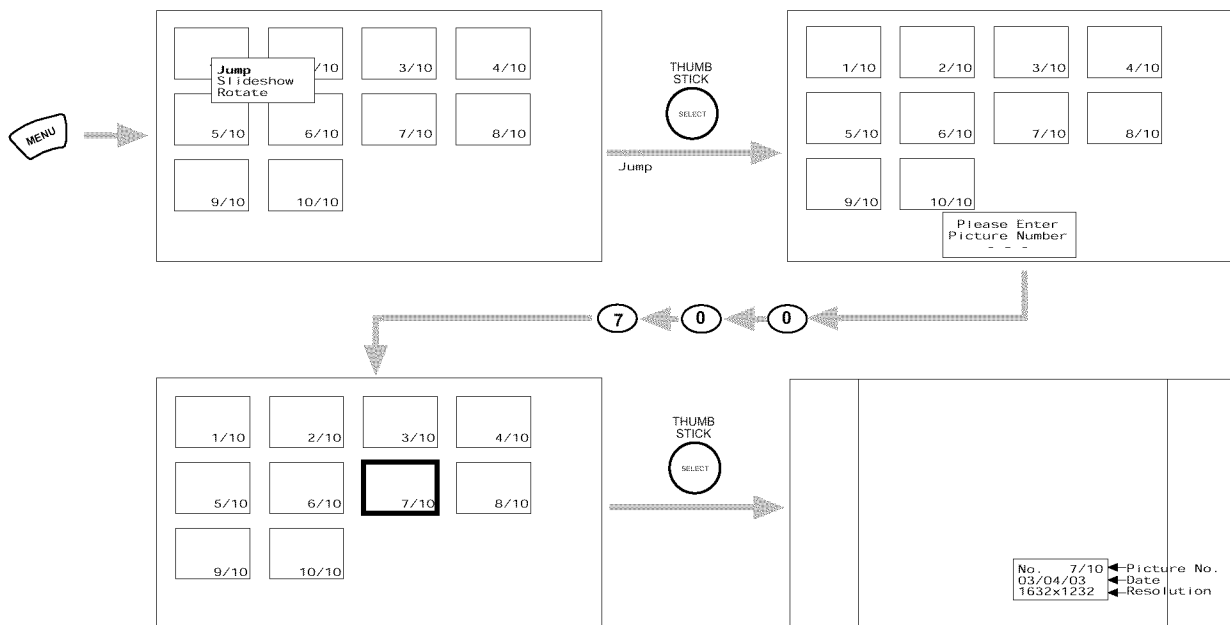 MENU
/10 3/10 4/10
Jump
Slideshow
Rotate
5/10 6/10 7/10 8/10
9/10 10/10
THUMB
STICK
SELECT
Jump
1/10 2/10 3/10 4/10
5/10 6/10 7/10 8/10
9/10 10/10
Please Enter
Picture Number
- - -
7 0 0
1/10 2/10 3/10 4/10
5/10 6/10 7/10 8/10
9/10 10/10
THUMB
STICK
SELECT
No. 7/10 Picture No.
03/04/03 Date
1632x1232 Resolution